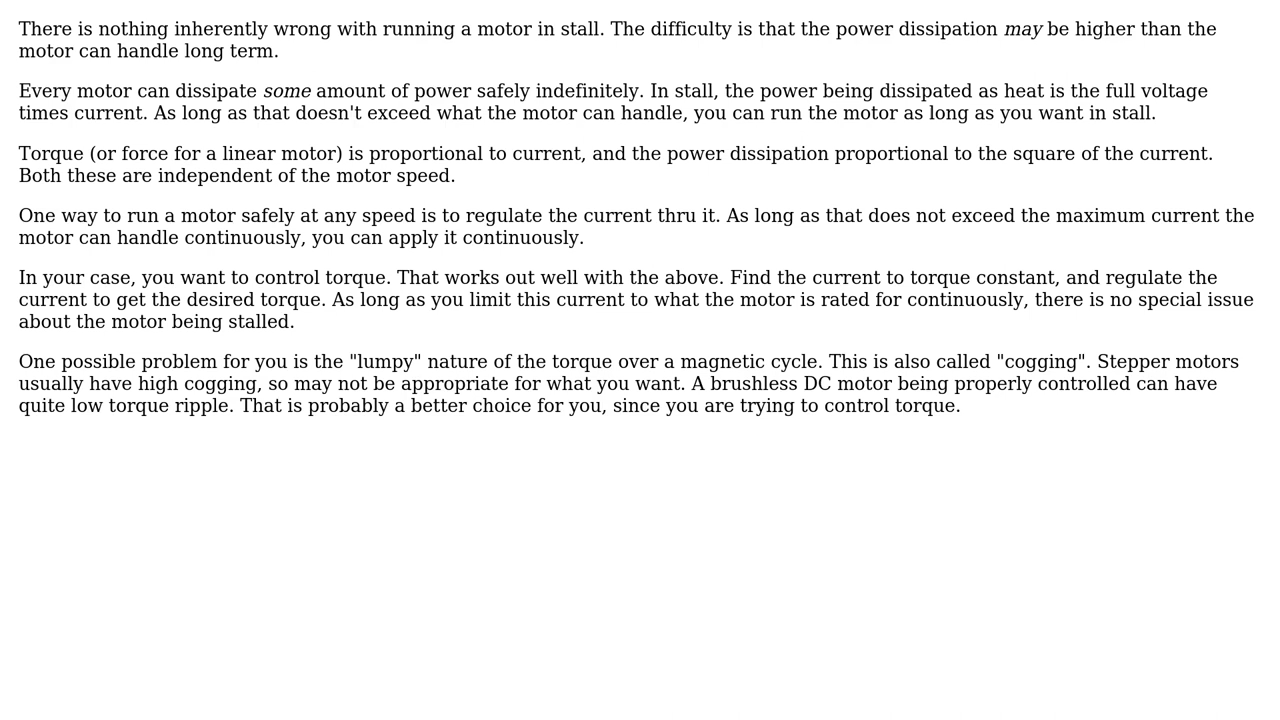 There is nothing inherently wrong with running a motor in stall. The difficulty is that the power dissipation may be higher than the
motor can handle long term.
Every motor can dissipate some amount of power safely indefinitely. In stall, the power being dissipated as heat is the full voltage
times current. As long as that doesn't exceed what the motor can handle, you can run the motor as long as you want in stall.
Torque (or force for a linear motor) is proportional to current, and the power dissipation proportional to the square of the current.
Both these are independent of the motor speed.
One way to run a motor safely at any speed is to regulate the current thru it. As long as that does not exceed the maximum current the
motor can handle continuously, you can apply it continuously.
In your case, you want to control torque. That works out well with the above. Find the current to torque constant, and regulate the
current to get the desired torque. As long as you limit this current to what the motor is rated for continuously, there is no special issue
about the motor being stalled.
One possible problem for you is the "lumpy" nature of the torque over a magnetic cycle. This is also called "cogging". Stepper motors
usually have high cogging, so may not be appropriate for what you want. A brushless DC motor being properly controlled can have
quite low torque ripple. That is probably a better choice for you, since you are trying to control torque.